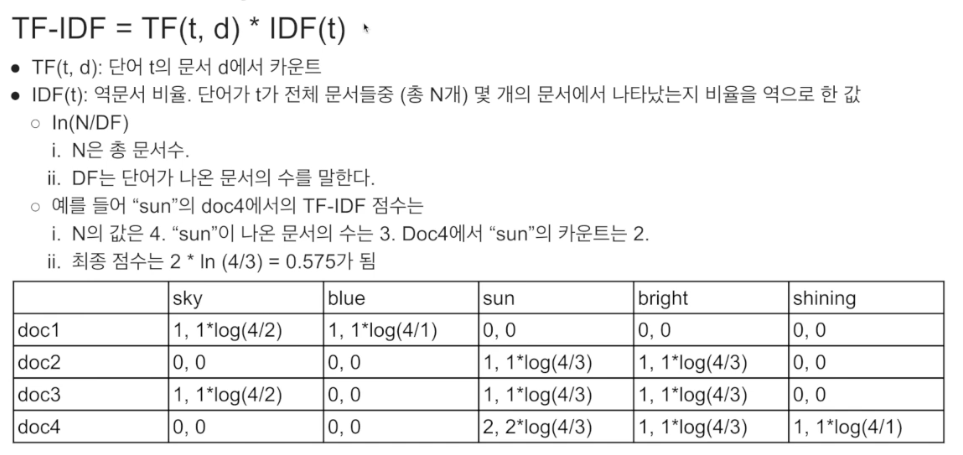 TF-IDF = TF(t, d) * IDF(t)
● TF(t, d): 단어 t의 문서 d에서 카운트
● IDF(t): 역문서 비율. 단어가 t가 전체 문서들중 (총 N개) 몇 개의 문서에서 나타났는지 비율을 역으로 한 값
○ ln(N/DF)
i. N은 총 문서수.
ii. DF는 단어가 나온 문서의 수를 말한다.
○ 예를 들어 “sun”의 doc4에서의 TF-IDF 점수는
i. N의 값은 4. “sun”이 나온 문서의 수는 3. Doc4에서 “sun”의 카운트는 2.
ii. 최종 점수는 2 * ln (4/3) = 0.575가 됨
sky blue sun bright shining
doc1 1, 1*log(4/2) 1, 1*log(4/1) 0, 0 0, 0 0, 0
doc2 0, 0 0, 0 1, 1*log(4/3) 1, 1*log(4/3) 0, 0
doc3 1, 1*log(4/2) 0, 0 1, 1*log(4/3) 1, 1*log(4/3) 0, 0
doc4 0, 0 0, 0 2, 2*log(4/3) 1, 1*log(4/3) 1, 1*log(4/1)